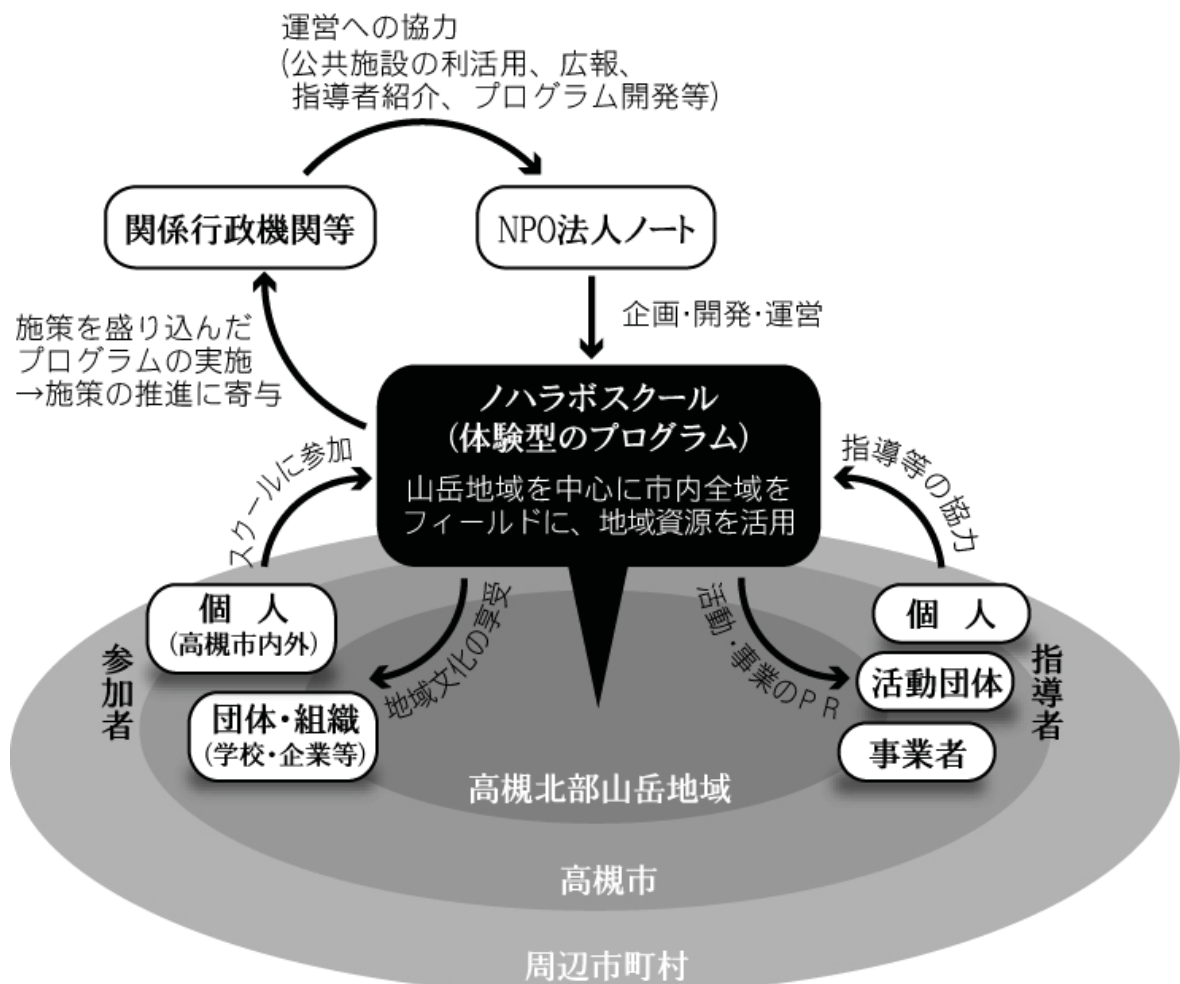 運営への協力
(公共施設の利活用、広報、
指導者紹介、プログラム開発等)
関係行政機関等
NPO法人ノート
企画・開発・運営
施策を盛り込んだ
プログラムの実施
→施策の推進に寄与
ノハラボスクール
(体験型のプログラム)
山岳地域を中心に市内全域を
フィールドに、地域資源を活用
スクールに参加
指導等の協力
個 人
(高槻市内外)
団体・組織
(学校・企業等)
参加者
地域文化の享受
活動・事業のPR
個 人
活動団体
事業者
指導者
高槻北部山岳地域
高槻市
周辺市町村